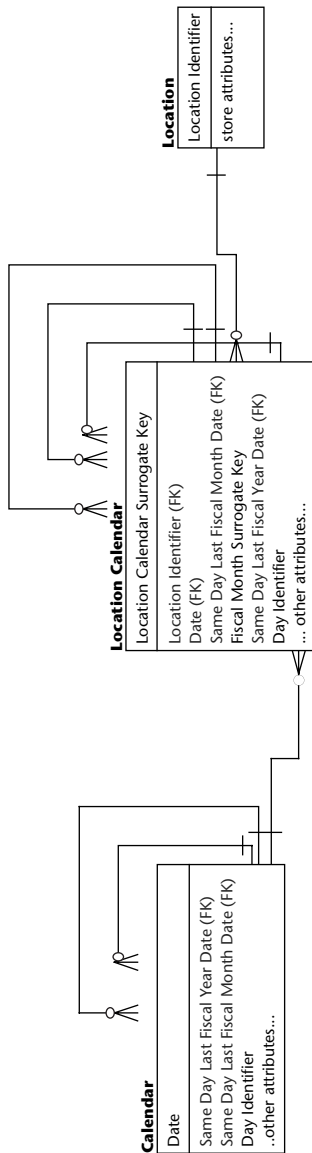 Calendar
Date
Same Day Last Fiscal Year Date (FK)
Same Day Last Fiscal Month Date (FK)
Day Identifier
..other attributes...
Location Calendar
Location Calendar Surrogate Key
Location Identifier (FK)
Date (FK)
Same Day Last Fiscal Month Date (FK)
Fiscal Month Surrogate Key
Same Day Last Fiscal Year Date (FK)
Day Identifier
... other attributes...
Location
Location Identifier
store attributes...